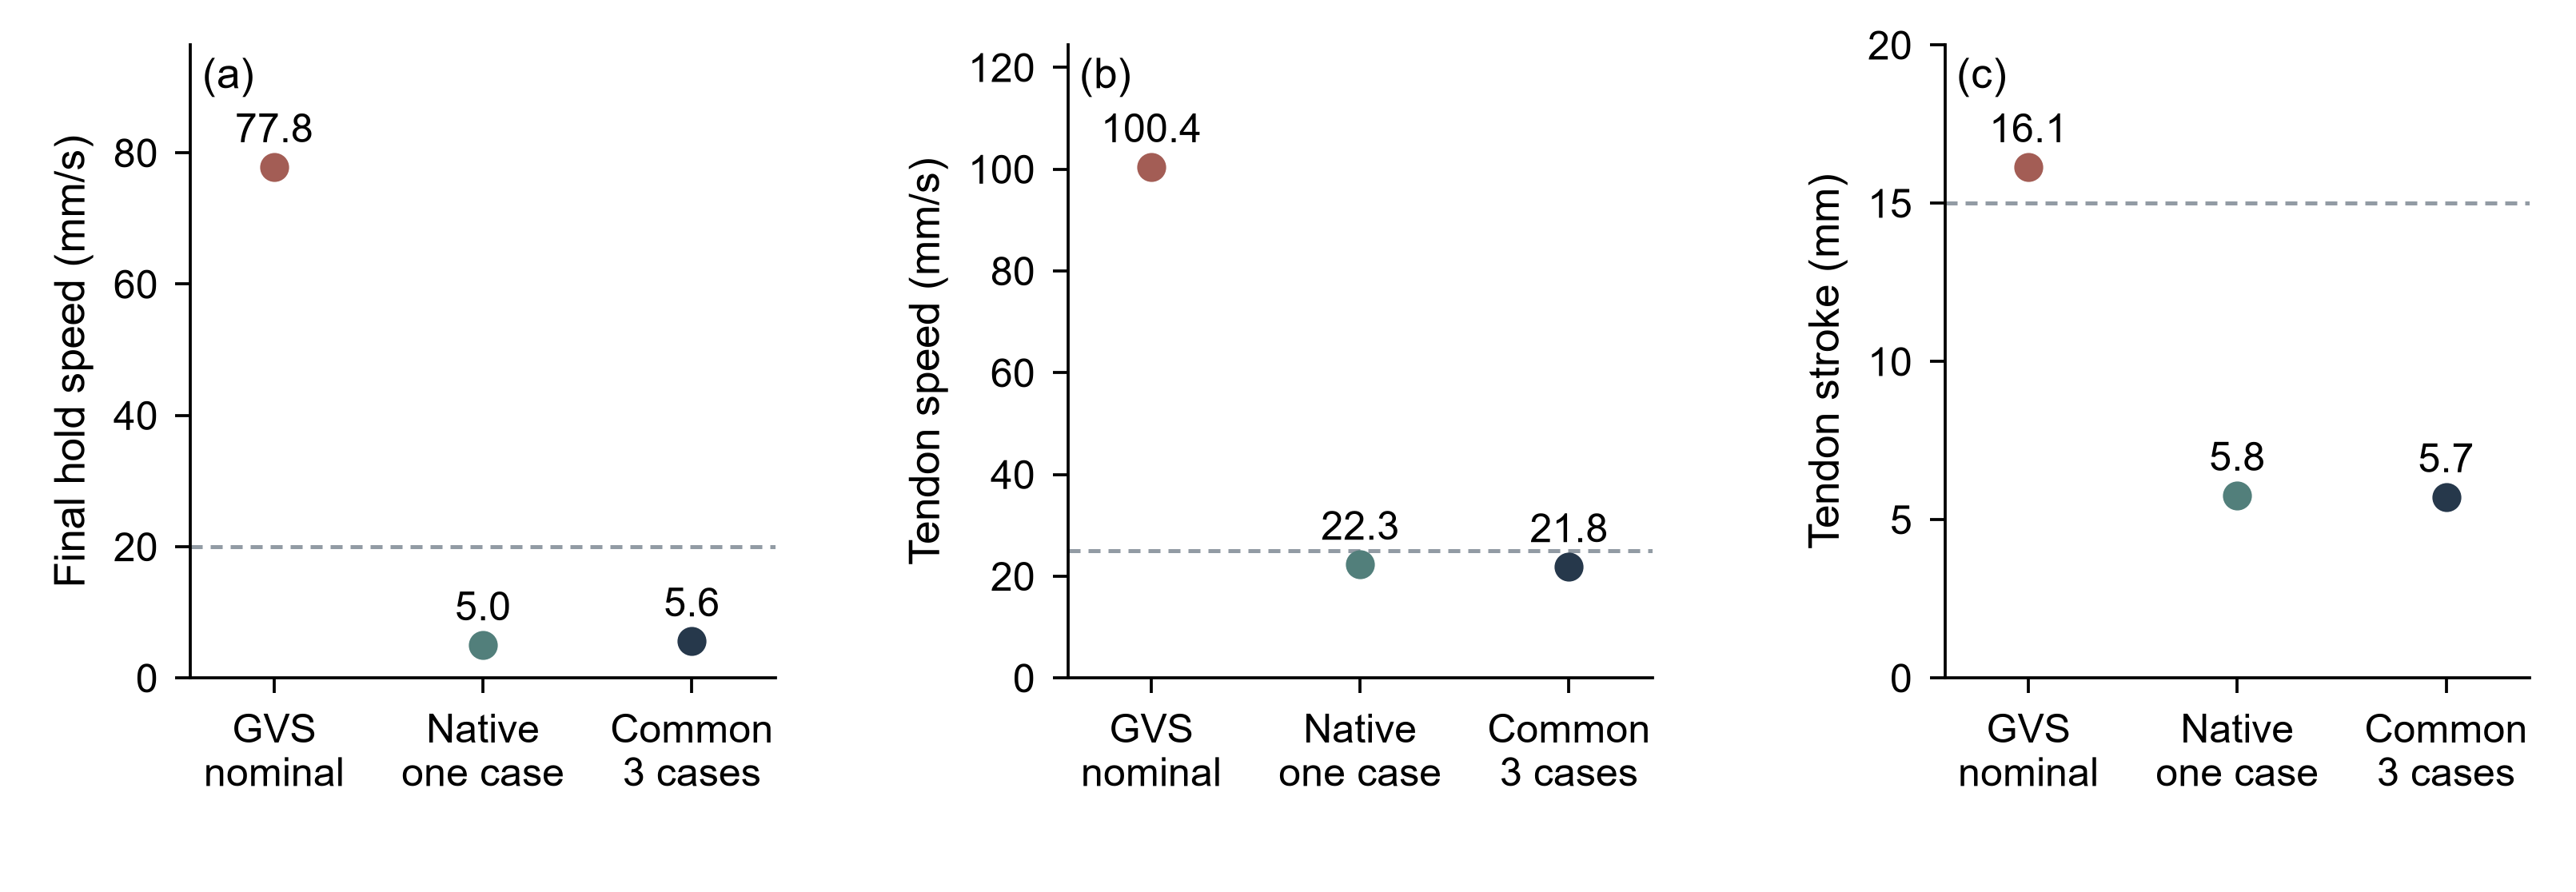 (a)
77.8
5.0
5.6
Final hold speed (mm/s)
80
60
40
20
0
GVS
nominal
Native
one case
Common
3 cases
(b)
100.4
22.3
21.8
Tendon speed (mm/s)
120
100
80
60
40
20
0
GVS
nominal
Native
one case
Common
3 cases
(c)
16.1
5.8
5.7
Tendon stroke (mm)
20
15
10
5
0
GVS
nominal
Native
one case
Common
3 cases